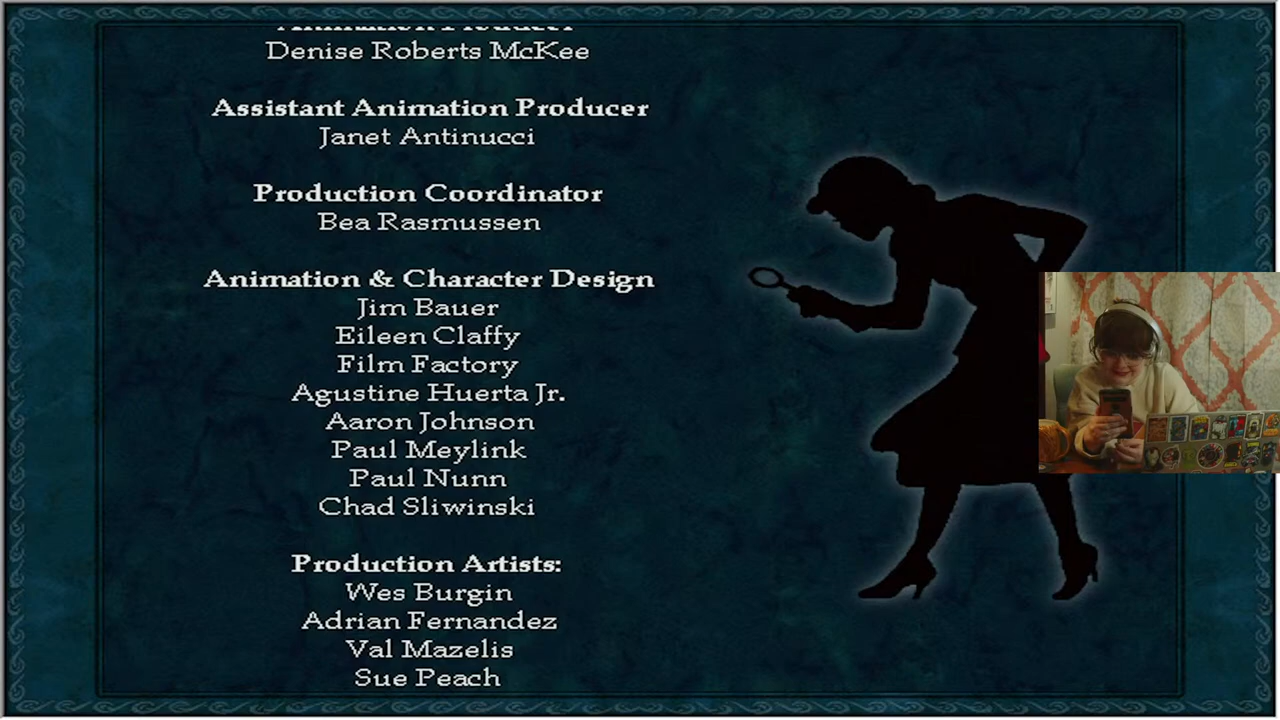 Animation Producer
Denise Roberts McKee
Assistant Animation Producer
Janet Antinucci
Production Coordinator
Bea Rasmussen
Animation & Character Design
Jim Bauer
Eileen Claffy
Film Factory
Agustine Huerta Jr.
Aaron Johnson
Paul Meylink
Paul Nunn
Chad Sliwinski
Production Artists:
Wes Burgin
Adrian Fernandez
Val Mazelis
Sue Peach